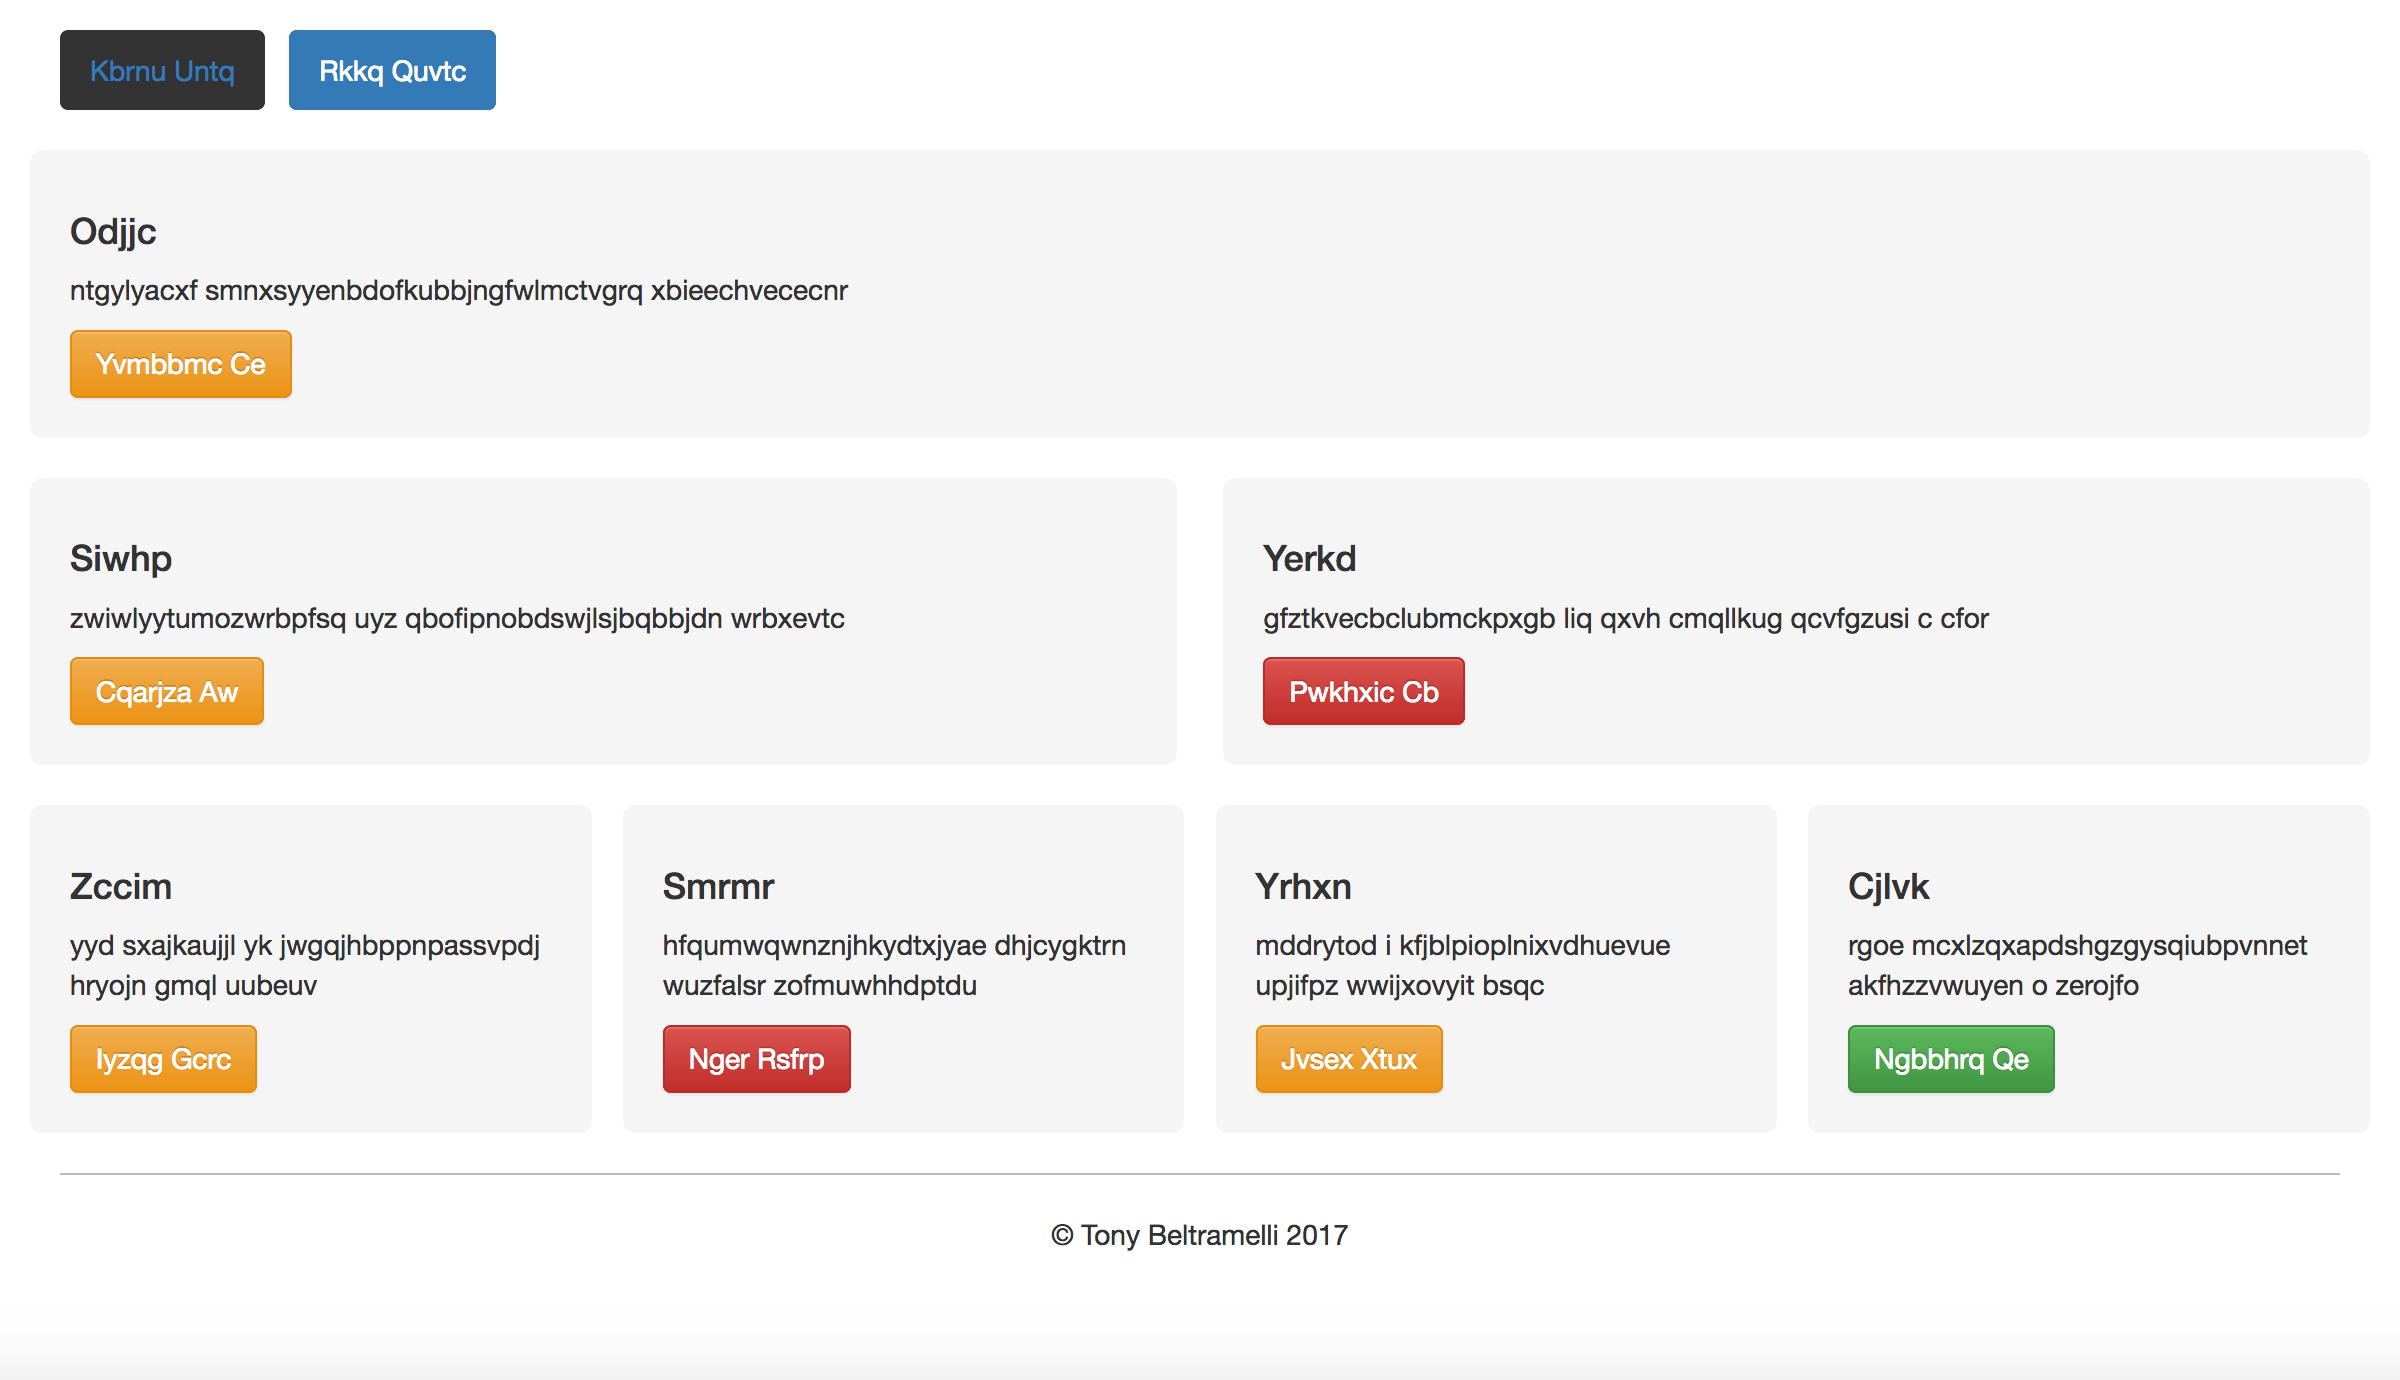 Kbrnu Untq Rkkq Quvtc
Odjjc
ntgylyacxf smnxsyyenbdofkubbjngfwlmctvgrq xbieechvececnr
Yvmbbmc Ce
Siwhp
zwiwlyytumozwrbpfsq uyz qbofipnobdswjlsjbqbbjdn wrbxevtc
Cqarjza Aw
Yerkd
gfztkvecbclubmckpxgb liq qxvh cmqllkug qcvfgzusi c cfor
Pwkhxic Cb
Zccim
yyd sxajkaujjl yk jwgqjhbppnpassvpdj
hryojn gmql uubeuv
Iyzqg Gcrc
Smrmr
hfqumwqwnznjhkydtxjyae dhjcygktrn
wuzfalsr zofmuwhhdptdu
Nger Rsfrp
Yrhxn
mddrytod i kfjblpioplnixvdhuevue
upjifpz wwijxovyit bsqc
Jvsex Xtux
Cjlvk
rgoe mcxlzqxapdshgzgysqiubpvnnet
akfhzzvwuyen o zerojfo
Ngbbhrq Qe
© Tony Beltramelli 2017